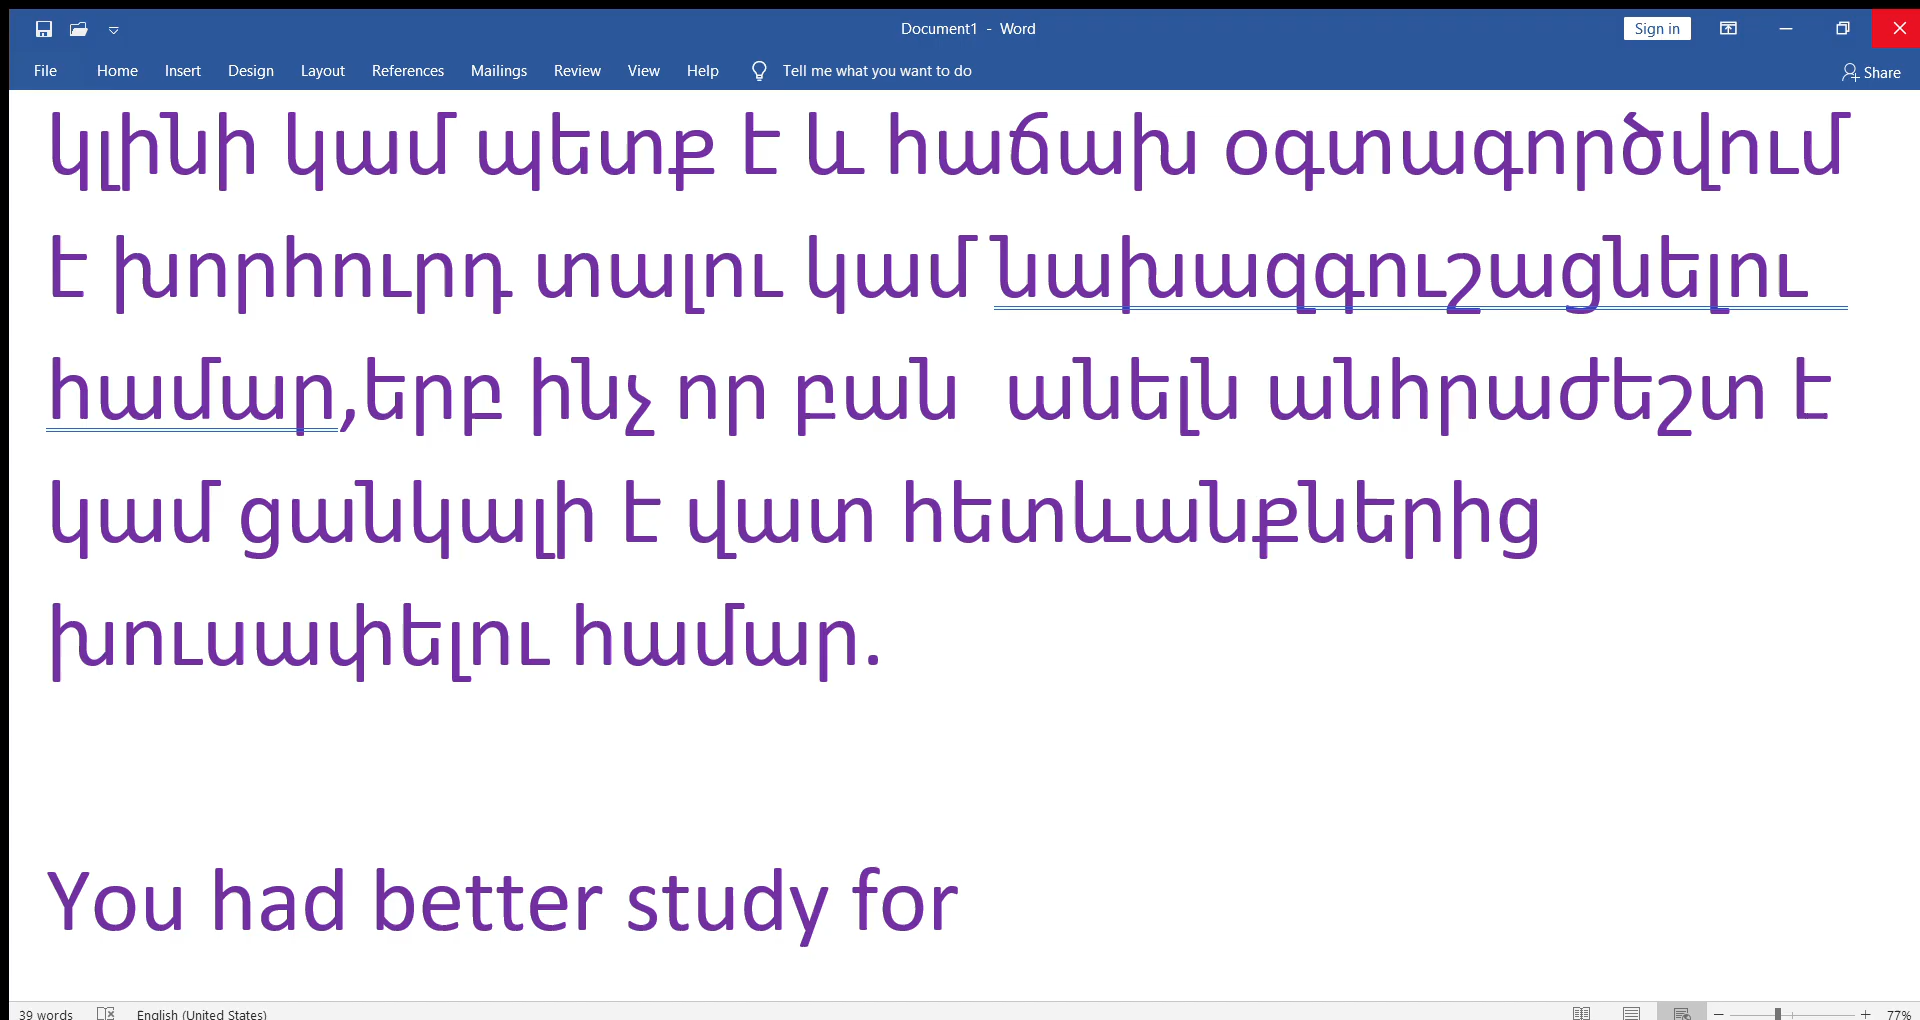 Document1 - Word
Sign in
File Home Insert Design Layout References Mailings Review View Help Tell me what you want to do
Share
կլինի կամ պետք է և հաճախ օգտագործվում
է խորհուրդ տալու կամ նախազգուշացնելու
համար,երբ ինչ որ բան  անելն անհրաժեշտ է
կամ ցանկալի է վատ հետևանքներից
խուսափելու համար.
You had better study for
39 words English (United States) 77%